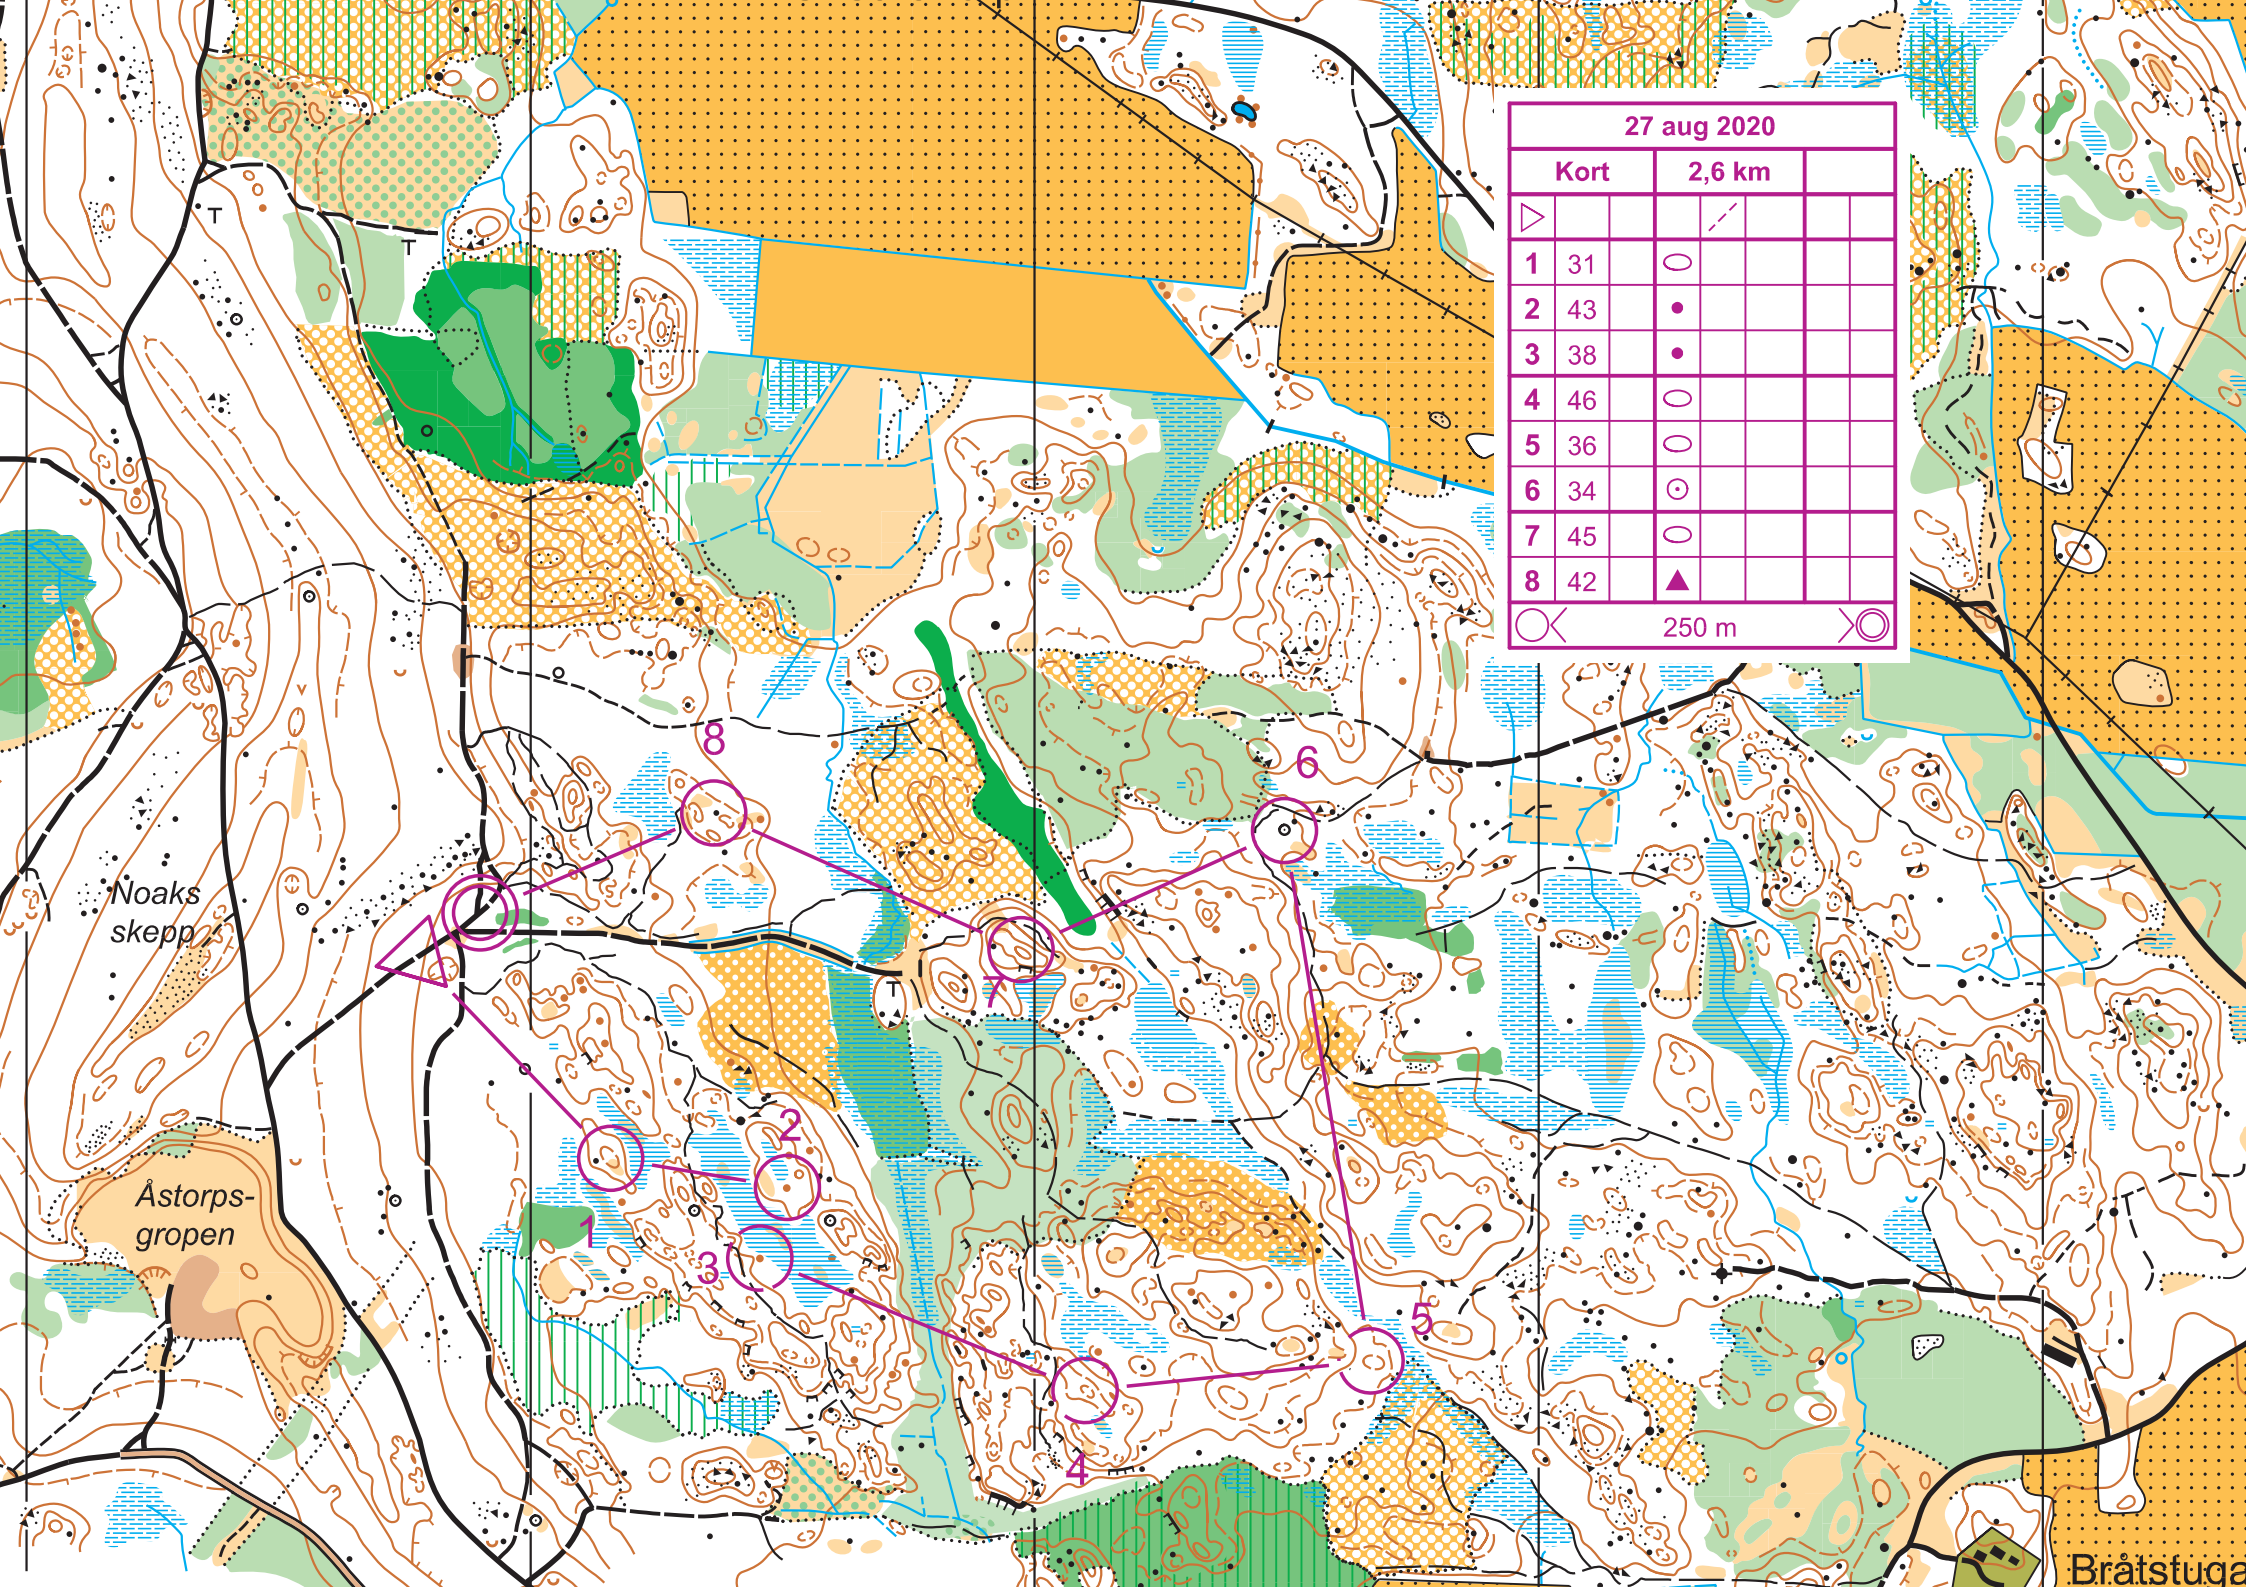 27 aug 2020
Kort 2,6 km
1 31
2 43
3 38
4 46
5 36
6 34
7 45
8 42
250 m
T
T
6
8
Noaks
skepp
7
T
2
Åstorps-
gropen
1
3
5
4
Bråtstuga